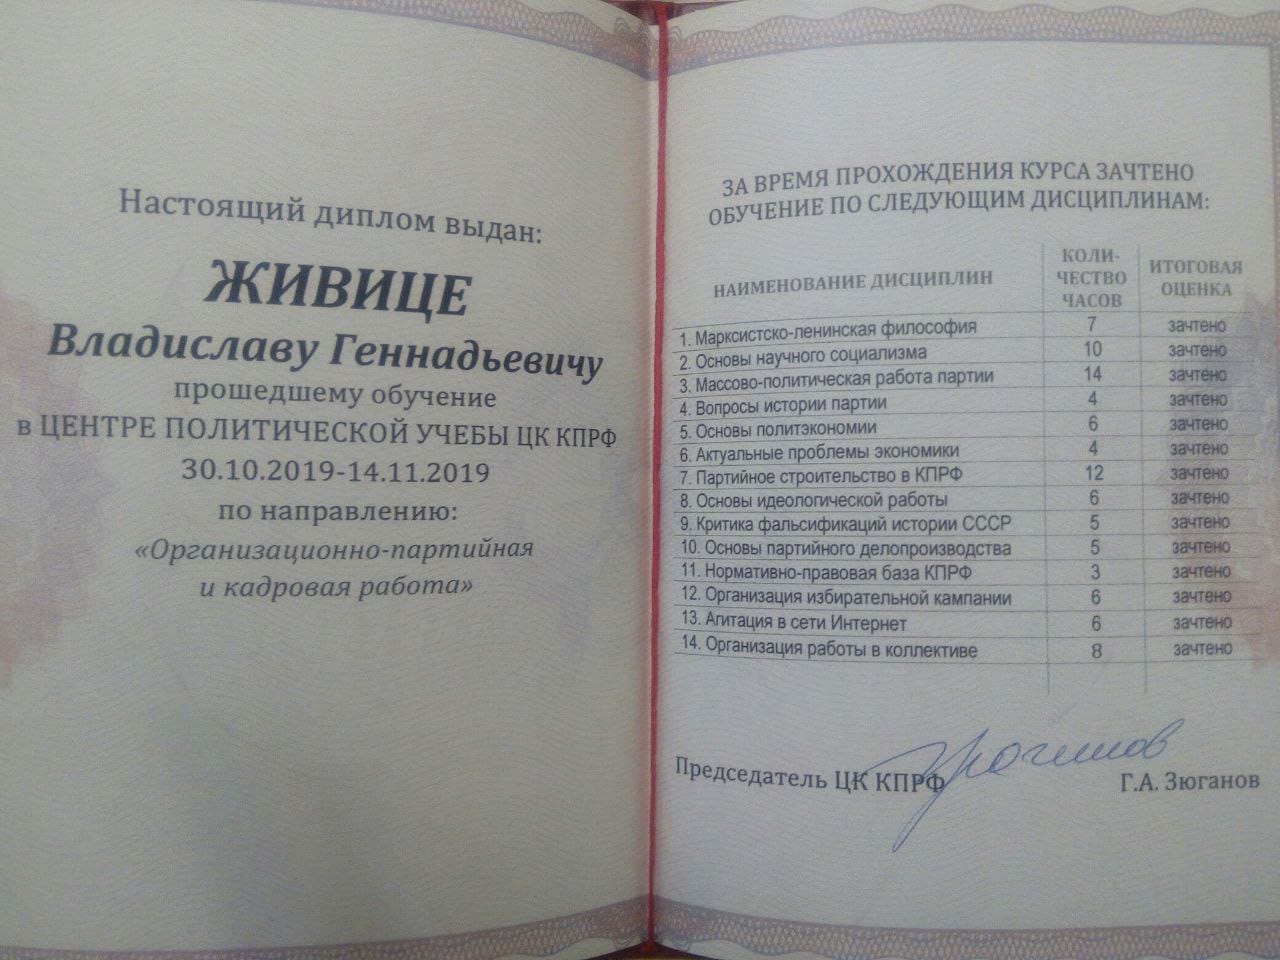 Настоящий диплом выдан:
ЖИВИЦЕ
Владиславу Геннадьевичу
прошедшему обучение
в ЦЕНТРЕ ПОЛИТИЧЕСКОЙ УЧЕБЫ ЦК КПРФ
30.10.2019-14.11.2019
по направлению:
«Организационно-партийная
и кадровая работа»
ЗА ВРЕМЯ ПРОХОЖДЕНИЯ КУРСА ЗАЧТЕНО
ОБУЧЕНИЕ ПО СЛЕДУЮЩИМ ДИСЦИПЛИНАМ:
НАИМЕНОВАНИЕ ДИСЦИПЛИН
КОЛИ-
ЧЕСТВО
ЧАСОВ
ИТОГОВАЯ
ОЦЕНКА
1. Марксистско-ленинская философия 7 зачтено
2. Основы научного социализма 10 зачтено
3. Массово-политическая работа партии 14 зачтено
4. Вопросы истории партии 4 зачтено
5. Основы политэкономии 6 зачтено
6. Актуальные проблемы экономики 4 зачтено
7. Партийное строительство в КПРФ 12 зачтено
8. Основы идеологической работы 6 зачтено
9. Критика фальсификаций истории СССР 5 зачтено
10. Основы партийного делопроизводства 5 зачтено
11. Нормативно-правовая база КПРФ 3 зачтено
12. Организация избирательной кампании 6 зачтено
13. Агитация в сети Интернет 6 зачтено
14. Организация работы в коллективе 8 зачтено
Председатель ЦК КПРФ Г.А. Зюганов